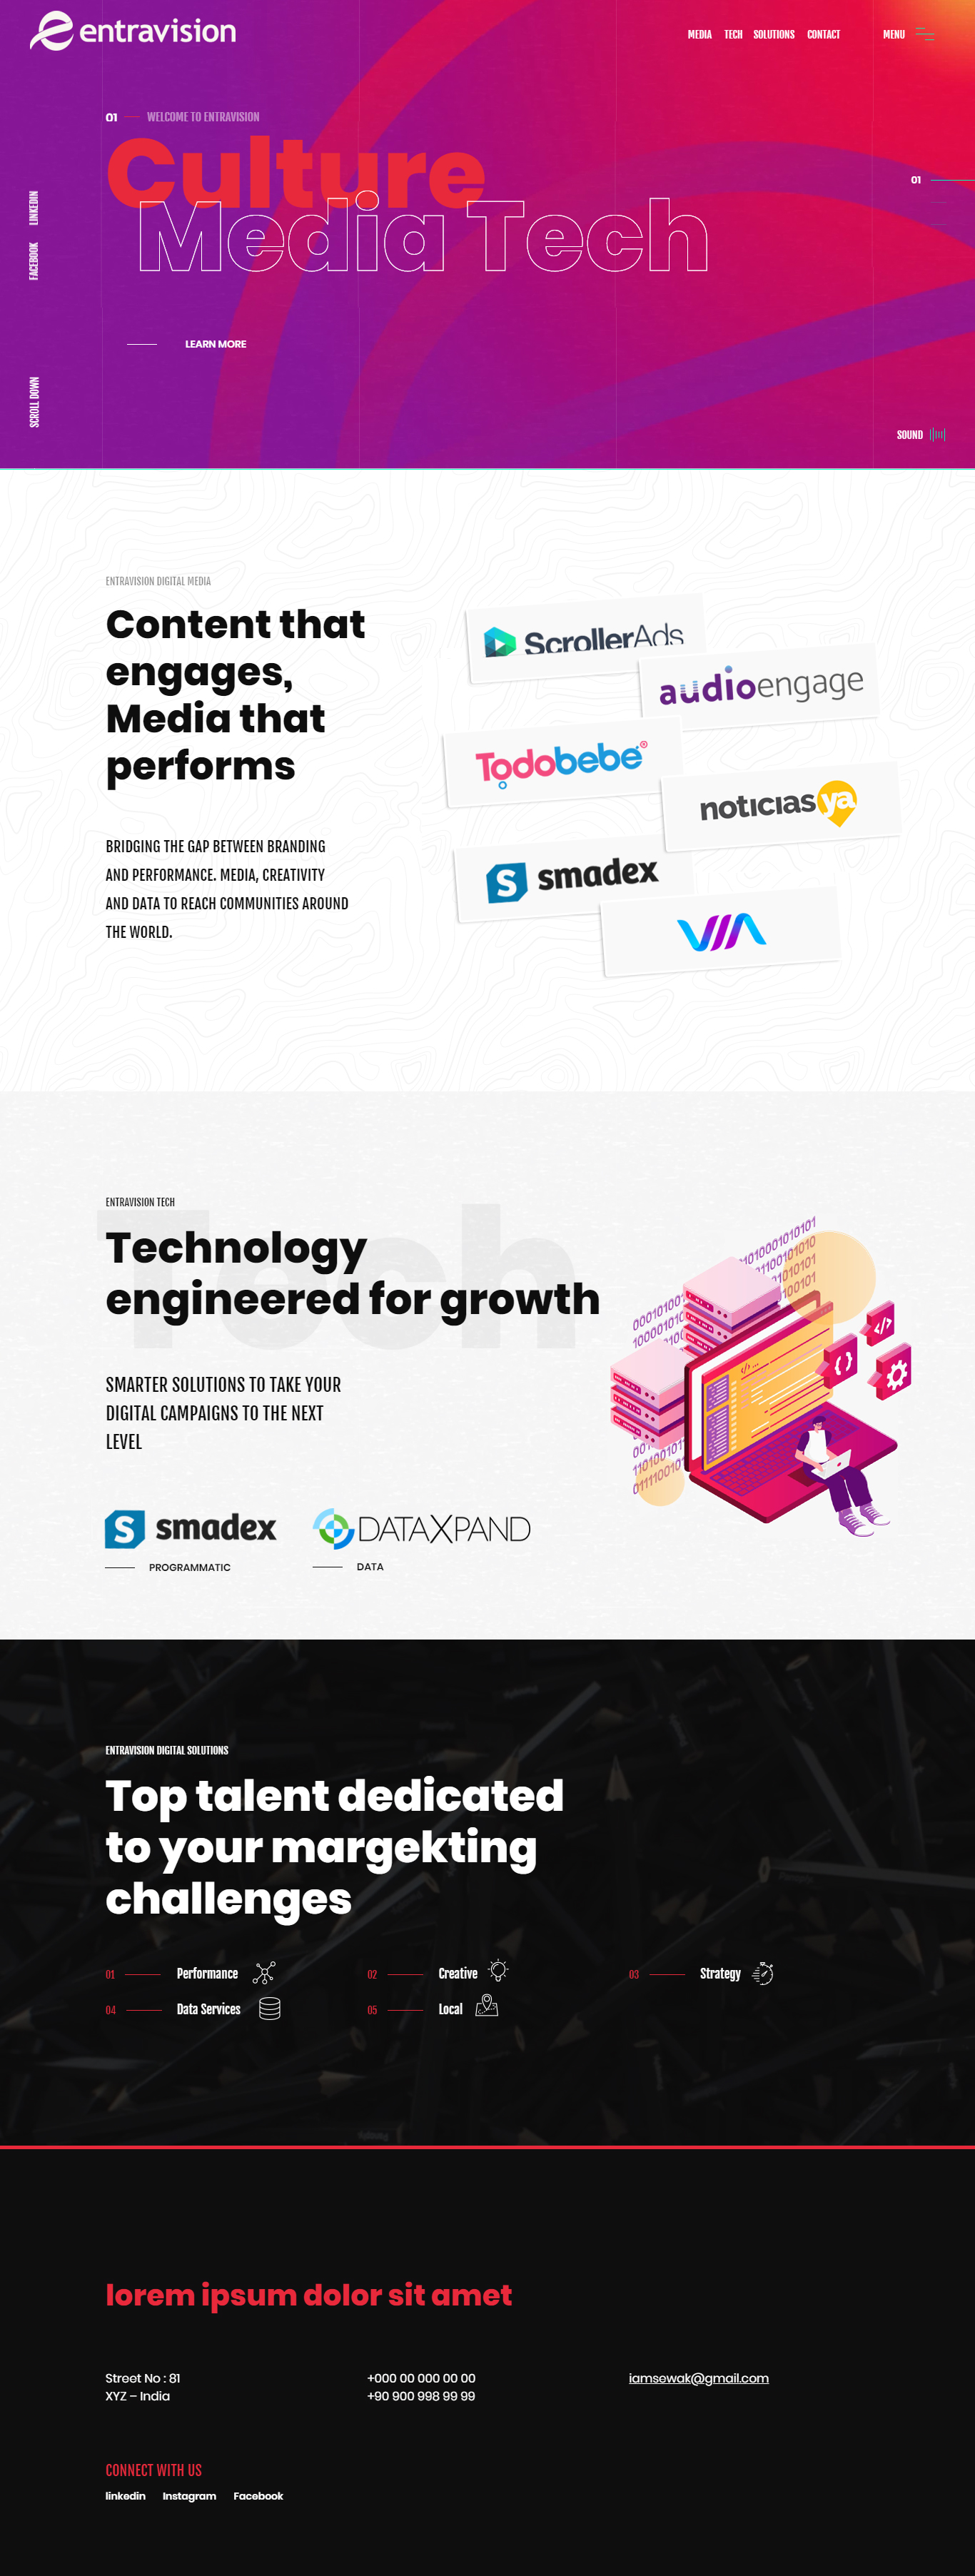 entravision
MEDIA TECH SOLUTIONS CONTACT MENU
01 WELCOME TO ENTRAVISION
Culture
Media Tech
01
LINKEDIN
FACEBOOK
LEARN MORE
SCROLL DOWN
SOUND
ENTRAVISION DIGITAL MEDIA
Content that
engages,
Media that
performs
BRIDGING THE GAP BETWEEN BRANDING
AND PERFORMANCE. MEDIA, CREATIVITY
AND DATA TO REACH COMMUNITIES AROUND
THE WORLD.
ScrollerAds
audioengage
Todobebe®
noticias ya
S smadex
VIA
ENTRAVISION TECH
Tech
Technology
engineered for growth
SMARTER SOLUTIONS TO TAKE YOUR
DIGITAL CAMPAIGNS TO THE NEXT
LEVEL
S smadex
PROGRAMMATIC
DATAXPAND
DATA
ENTRAVISION DIGITAL SOLUTIONS
Top talent dedicated
to your margekting
challenges
01 Performance
02 Creative
03 Strategy
04 Data Services
05 Local
lorem ipsum dolor sit amet
Street No : 81
XYZ – India
+000 00 000 00 00
+90 900 998 99 99
iamsewak@gmail.com
CONNECT WITH US
linkedin Instagram Facebook